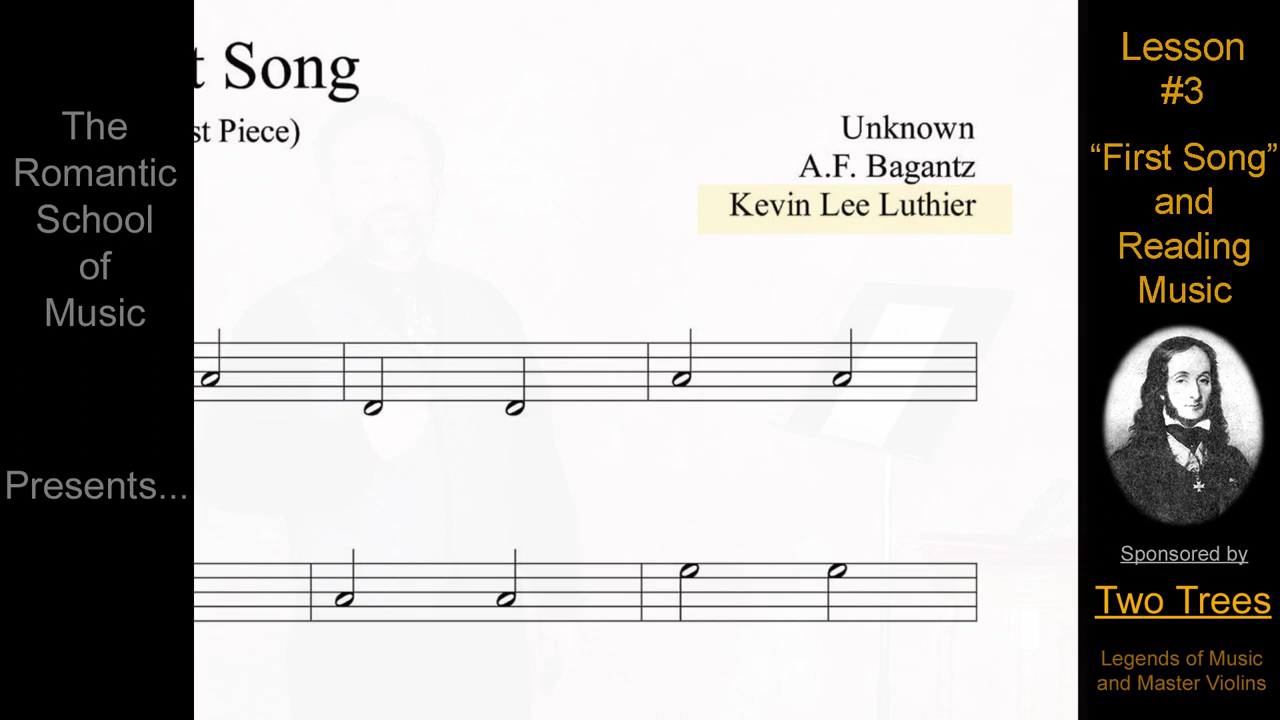 The
Romantic
School
of
Music
Presents...
t Song
st Piece)
Unknown
A.F. Bagantz
Kevin Lee Luthier
Lesson
#3
“First Song”
and
Reading
Music
Sponsored by
Two Trees
Legends of Music
and Master Violins